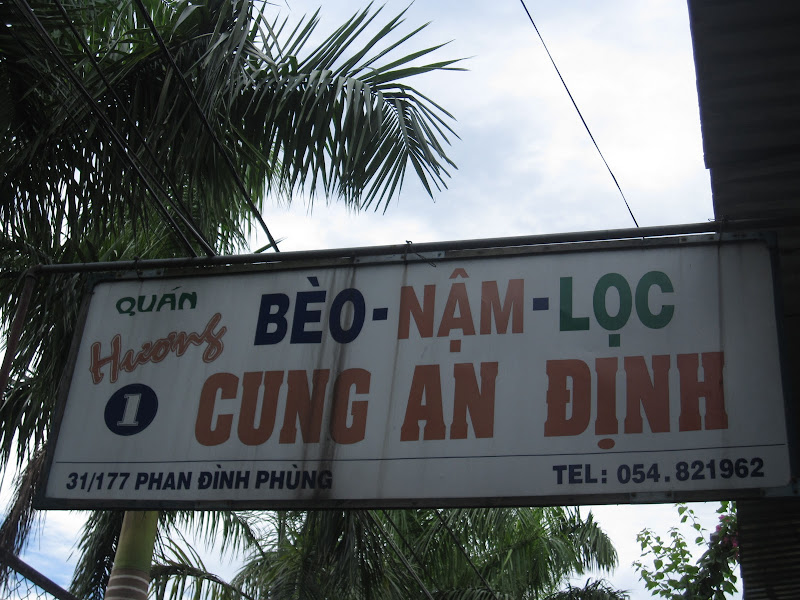 QUÁN
Hương
1
BÈO-NẬM-LỌC
CUNG AN ĐỊNH
31/177 PHAN ĐÌNH PHÙNG
TEL: 054.821962